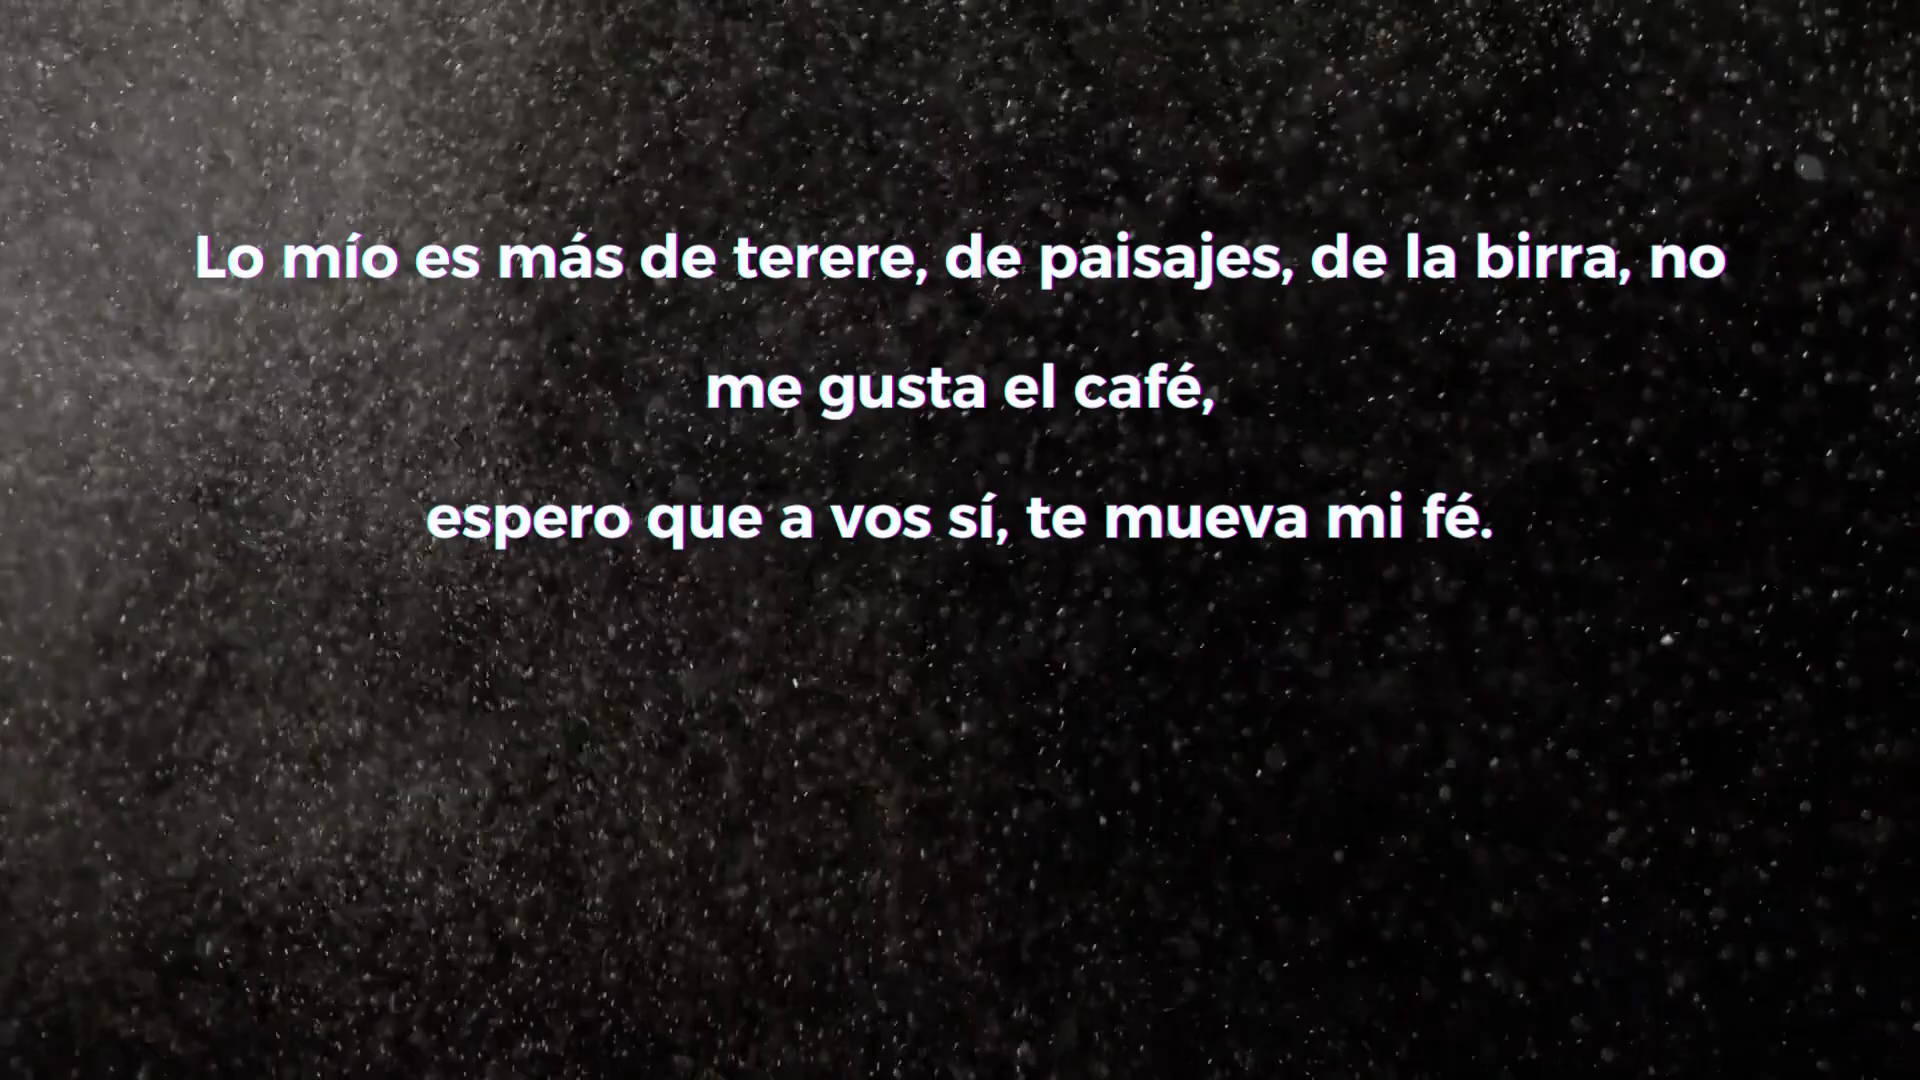 Lo mío es más de terere, de paisajes, de la birra, no
me gusta el café,
espero que a vos sí, te mueva mi fé.